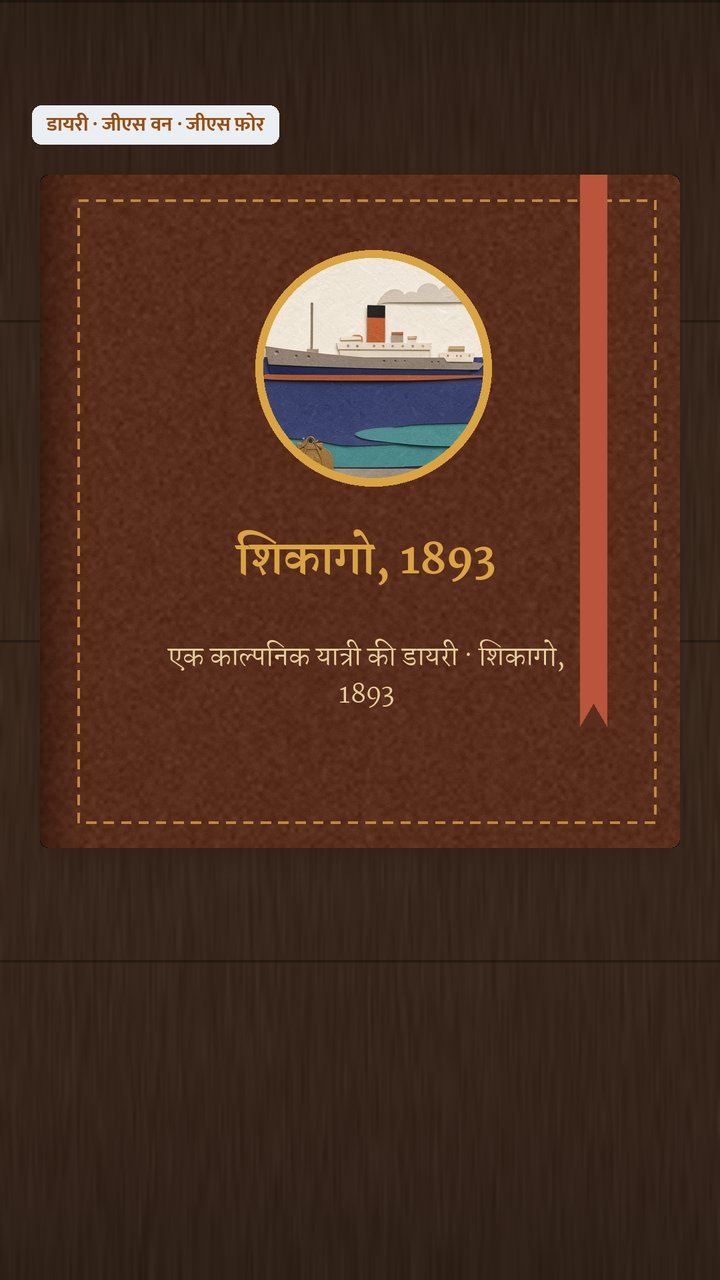 डायरी · जीएस वन · जीएस फ़ोर
शिकागो, 1893
एक काल्पनिक यात्री की डायरी · शिकागो,
1893